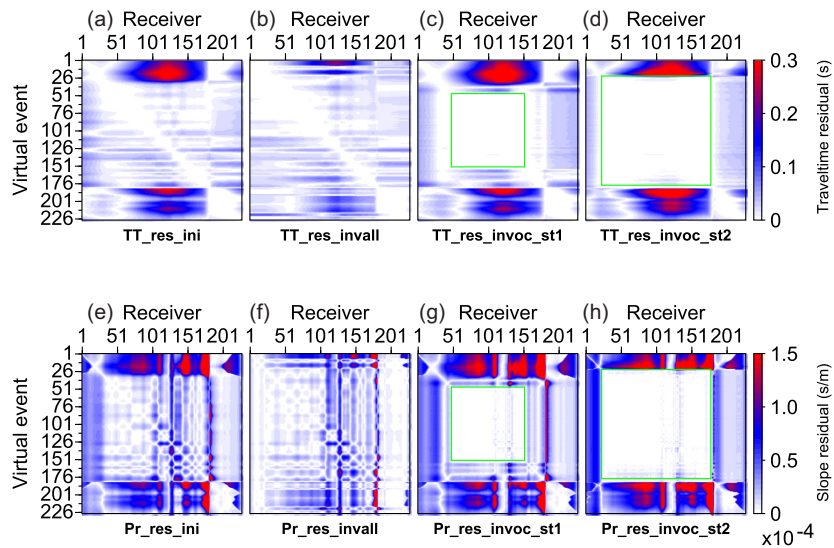 (a) Receiver (b) Receiver (c) Receiver (d) Receiver
1 51 101 151 201 1 51 101 151 201 1 51 101 151 201 1 51 101 151 201
Virtual event
1
26
51
76
101
126
151
176
201
226
0.3
0.2
0.1
0
Traveltime residual (s)
TT_res_ini TT_res_invall TT_res_invoc_st1 TT_res_invoc_st2
(e) Receiver (f) Receiver (g) Receiver (h) Receiver
1 51 101 151 201 1 51 101 151 201 1 51 101 151 201 1 51 101 151 201
Virtual event
1
26
51
76
101
126
151
176
201
226
1.5
1.0
0.5
0
Slope residual (s/m)
Pr_res_ini Pr_res_invall Pr_res_invoc_st1 Pr_res_invoc_st2
x10⁻⁴